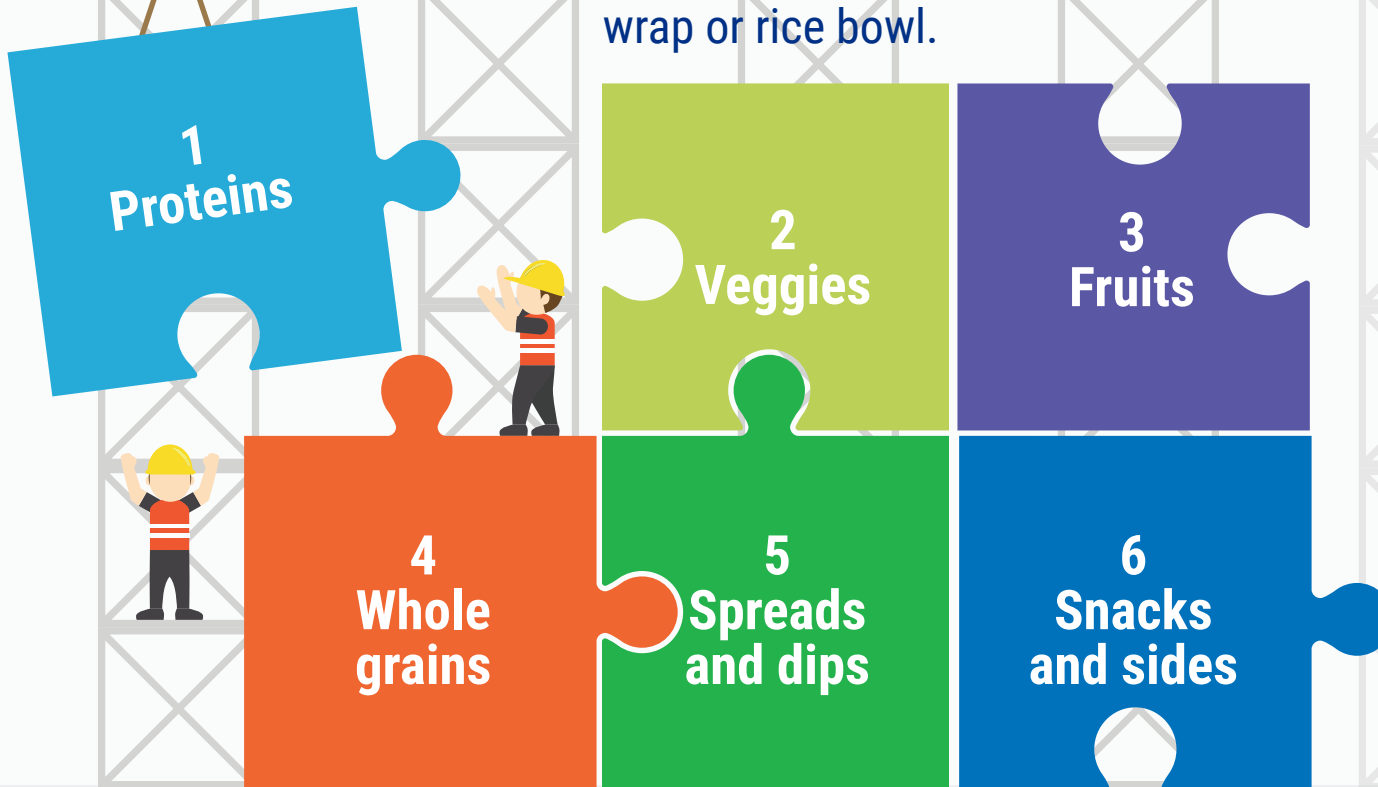 wrap or rice bowl.
1
Proteins
2
Veggies
3
Fruits
4
Whole
grains
5
Spreads
and dips
6
Snacks
and sides